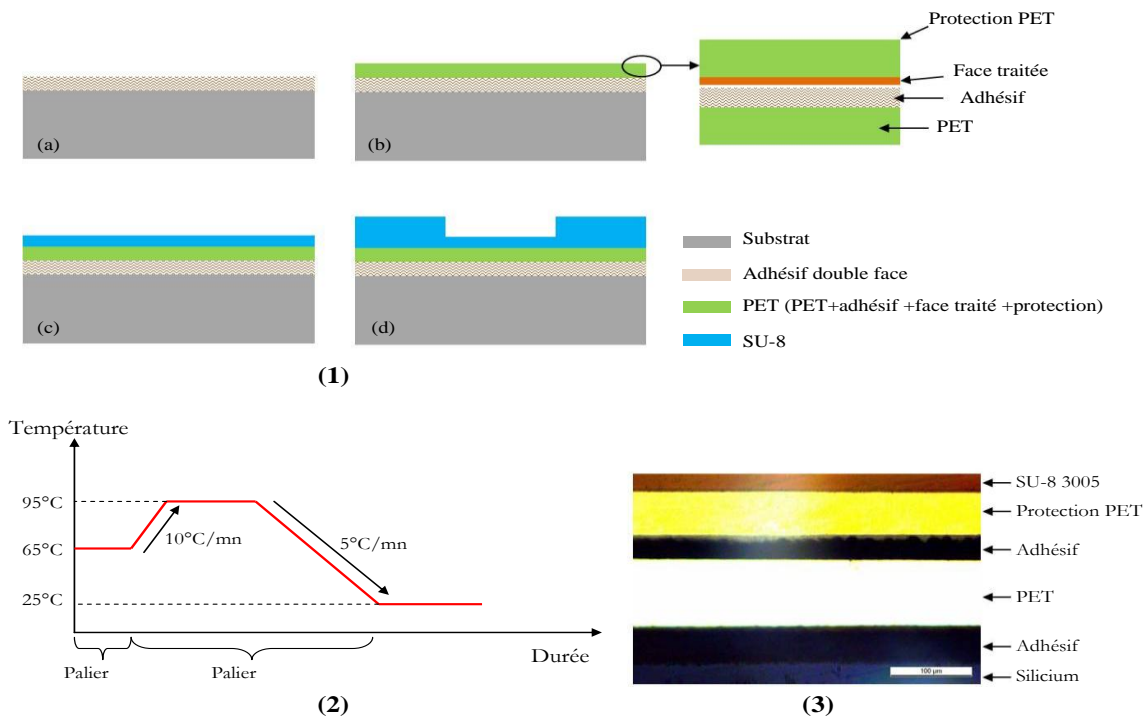 Protection PET
Face traitée
Adhésif
PET
(a)
(b)
(c)
(d)
Substrat
Adhésif double face
PET (PET+adhésif +face traité +protection)
SU-8
(1)
Température
95°C
65°C
25°C
10°C/mn
5°C/mn
Palier
Palier
Durée
(2)
SU-8 3005
Protection PET
Adhésif
PET
Adhésif
Silicium
100 µm
(3)